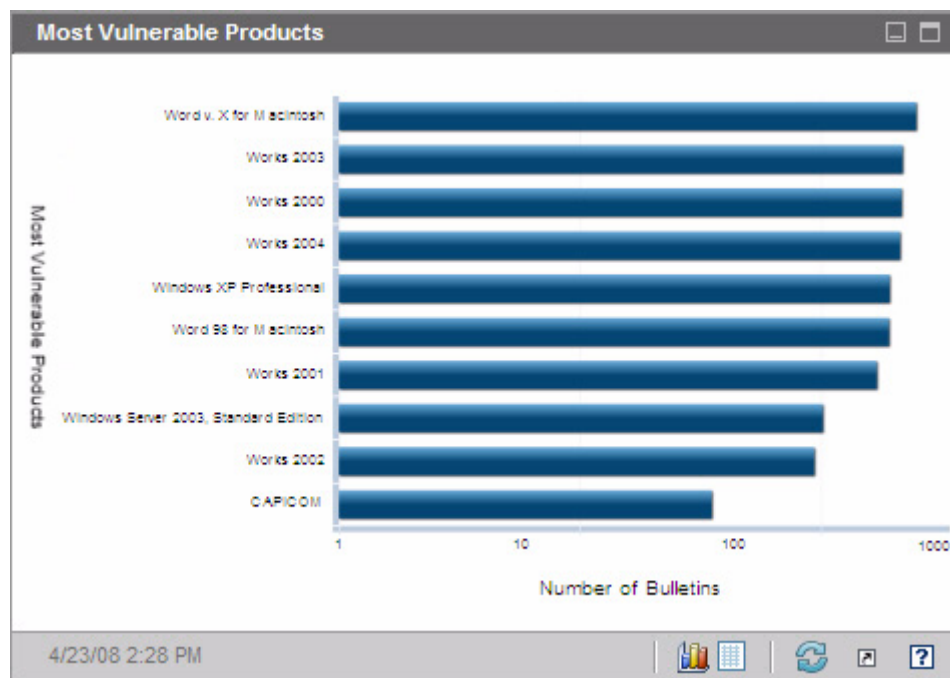 Most Vulnerable Products
Most Vulnerable Products
Word v. X for Macintosh
Works 2003
Works 2000
Works 2004
Windows XP Professional
Word 98 for Macintosh
Works 2001
Windows Server 2003, Standard Edition
Works 2002
CAPICOM
1 10 100 1000
Number of Bulletins
4/23/08 2:28 PM ?